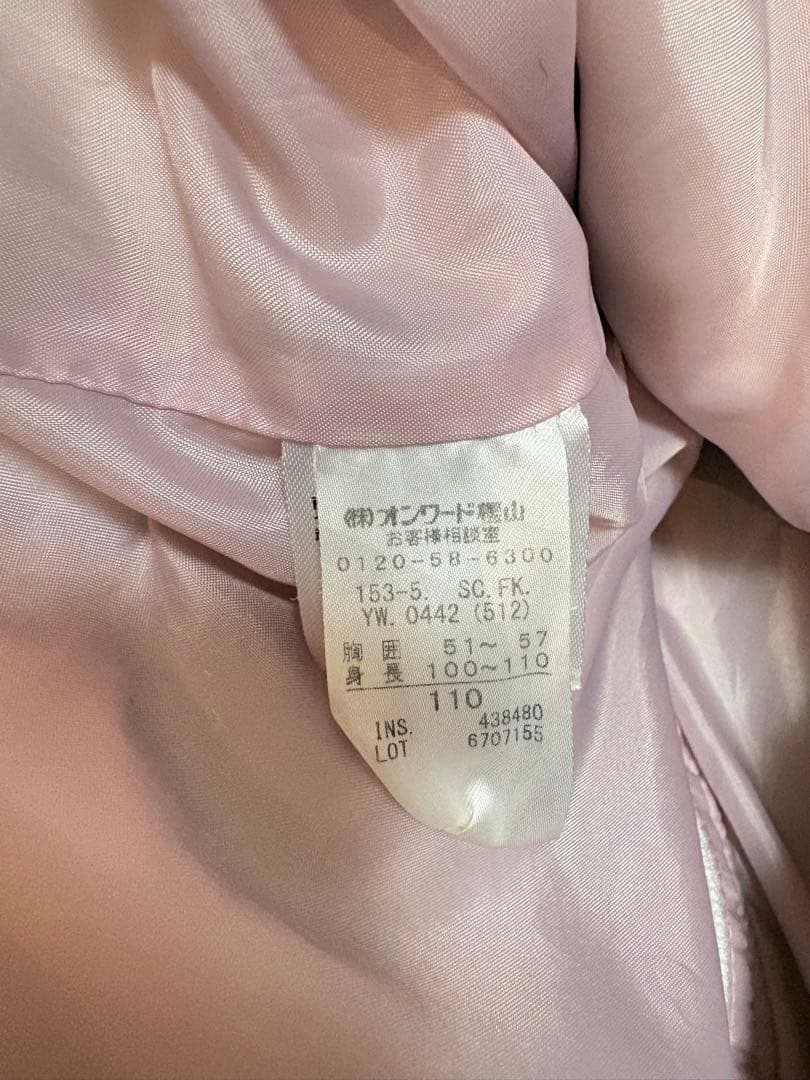 (株)オンワード樫山
お客様相談室
0120-58-6300
153-5. SC.FK.
YW. 0442 (512)
胸 囲 51~ 57
身 長 100~110
110
INS. 438480
LOT 6707155